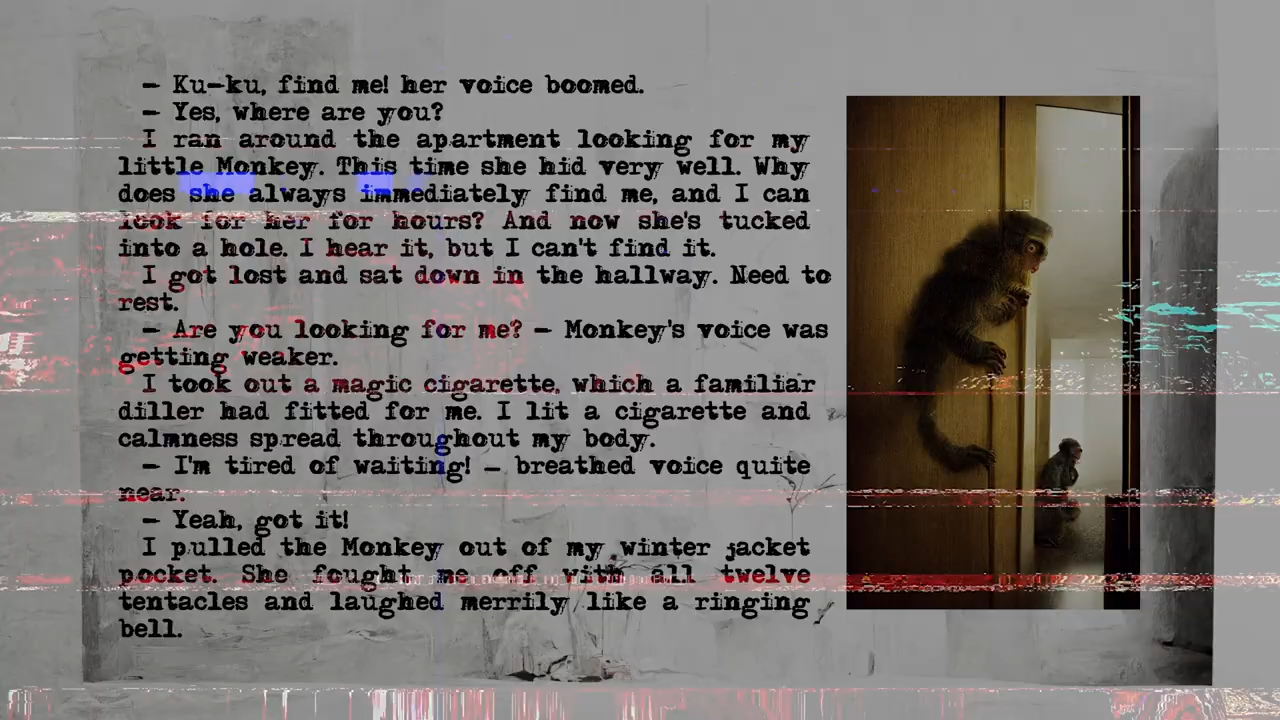 – Ku-ku, find me! her voice boomed.
– Yes, where are you?
I ran around the apartment looking for my
little Monkey. This time she hid very well. Why
does she always immediately find me, and I can
look for her for hours? And now she's tucked
into a hole. I hear it, but I can't find it.
I got lost and sat down in the hallway. Need to
rest.
– Are you looking for me? – Monkey's voice was
getting weaker.
I took out a magic cigarette, which a familiar
diller had fitted for me. I lit a cigarette and
calmness spread throughout my body.
– I'm tired of waiting! – breathed voice quite
near.
– Yeah, got it!
I pulled the Monkey out of my winter jacket
pocket. She fought me off with all twelve
tentacles and laughed merrily like a ringing
bell.